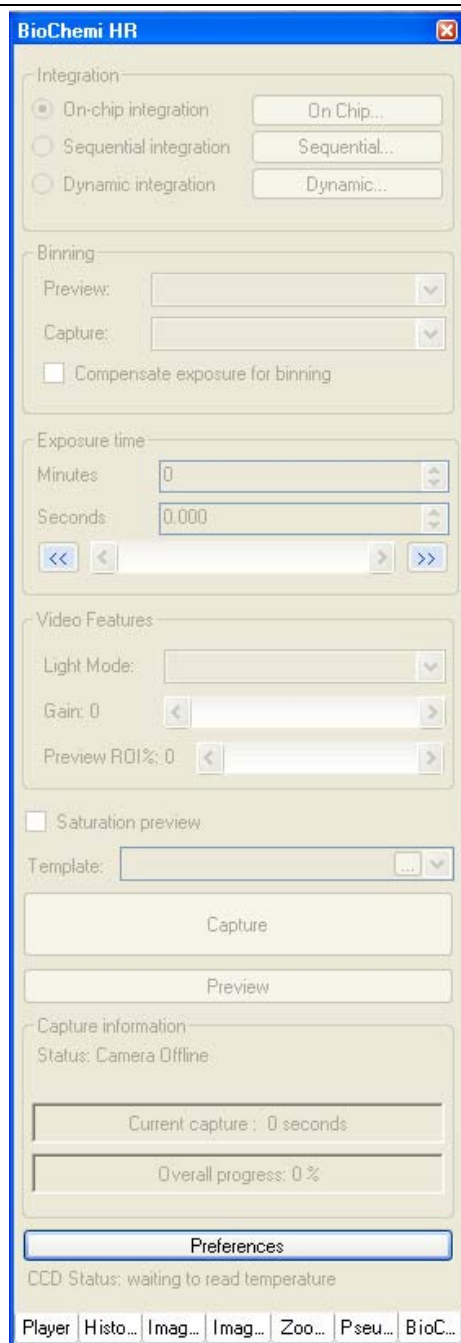 BioChemi HR
Integration
On-chip integration On Chip...
Sequential integration Sequential...
Dynamic integration Dynamic...
Binning
Preview:
Capture:
Compensate exposure for binning
Exposure time
Minutes 0
Seconds 0.000
<< >>
Video Features
Light Mode:
Gain: 0
Preview ROI%: 0
Saturation preview
Template: ...
Capture
Preview
Capture information
Status: Camera Offline
Current capture : 0 seconds
Overall progress: 0 %
Preferences
CCD Status: waiting to read temperature
Player Histo... Imag... Imag... Zoo... Pseu... BioC...